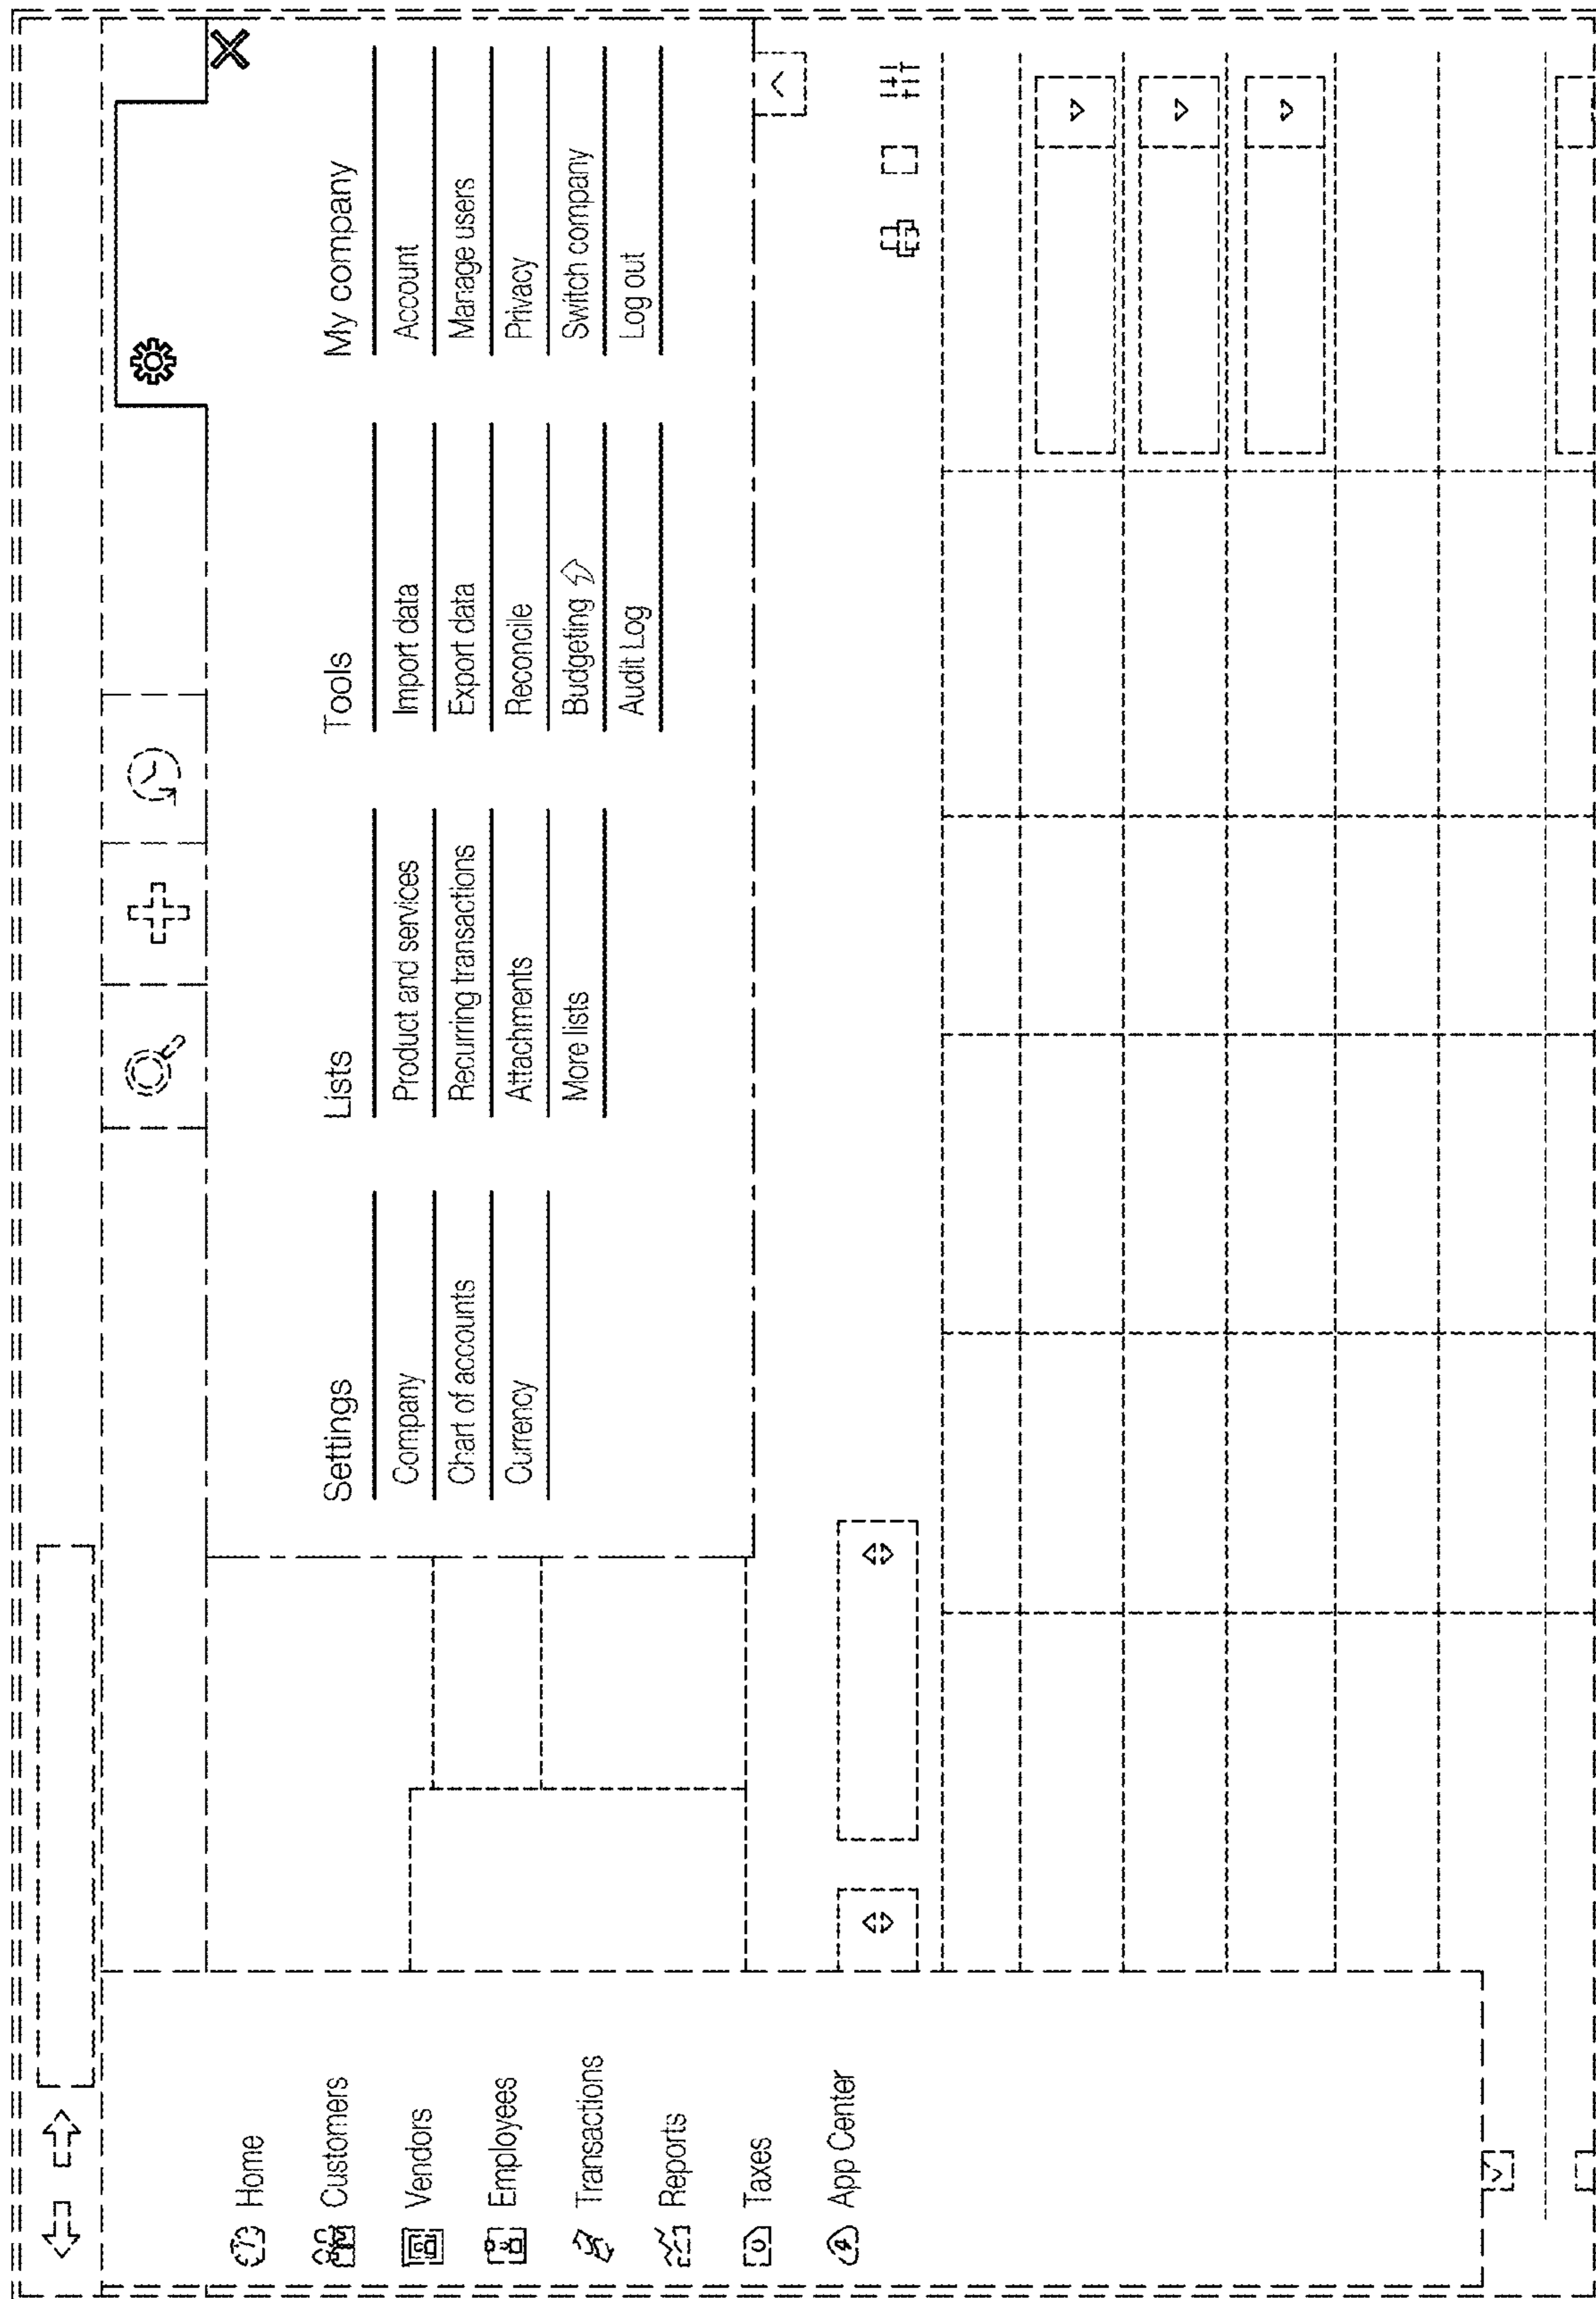 Home
Customers
Vendors
Employees
Transactions
Reports
Taxes
App Center
Settings
Company
Chart of accounts
Currency
Lists
Product and services
Recurring transactions
Attachments
More lists
Tools
Import data
Export data
Reconcile
Budgeting
Audit Log
My company
Account
Manage users
Privacy
Switch company
Log out